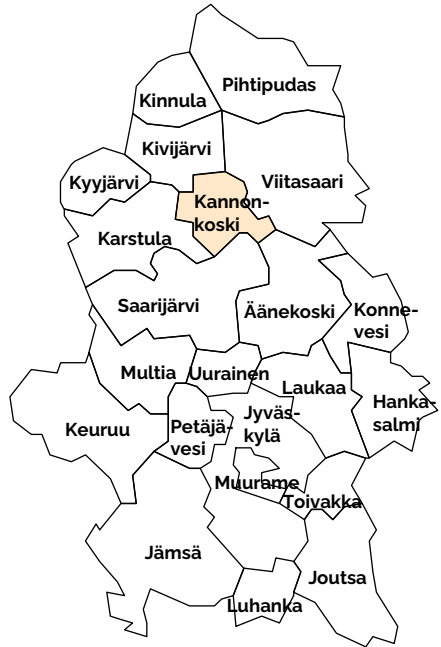 Pihtipudas
Kinnula
Kivijärvi
Kyyjärvi
Viitasaari
Kannon-
koski
Karstula
Saarijärvi
Äänekoski
Konne-
vesi
Multia
Uurainen
Laukaa
Hanka-
salmi
Keuruu
Petäjä-
vesi
Jyväs-
kylä
Muurame
Toivakka
Jämsä
Joutsa
Luhanka